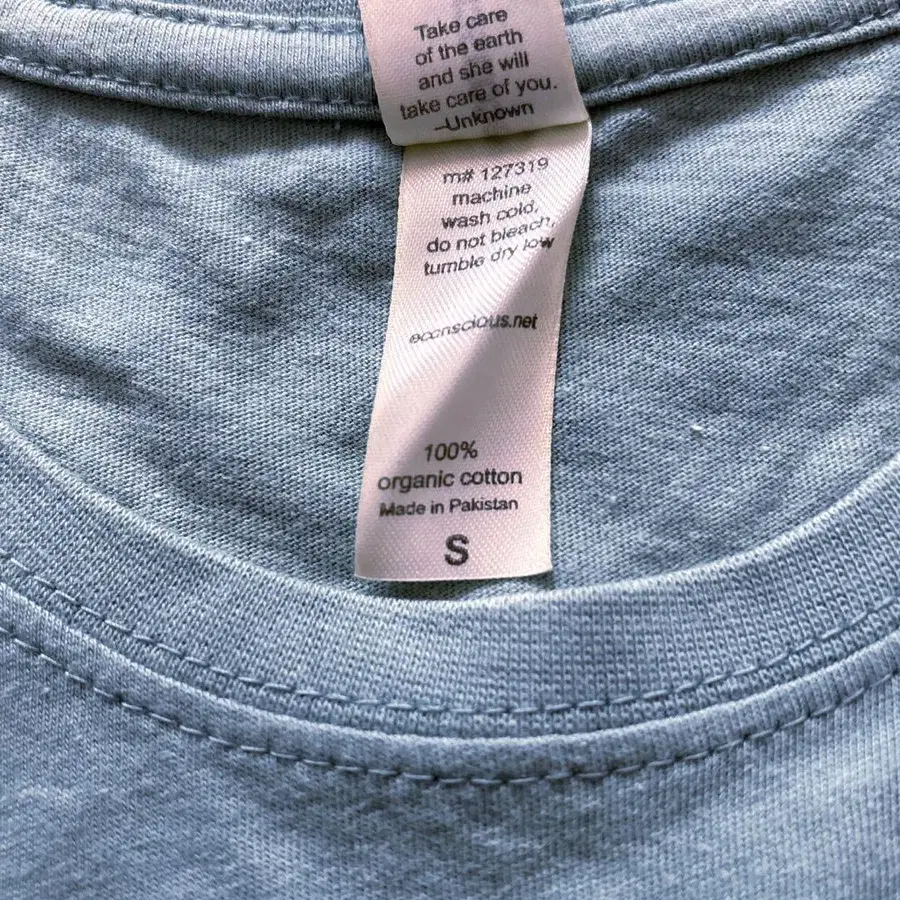 Take care
of the earth
and she will
take care of you.
–Unknown
m# 127319
machine
wash cold,
do not bleach,
tumble dry low
econscious.net
100%
organic cotton
Made in Pakistan
S